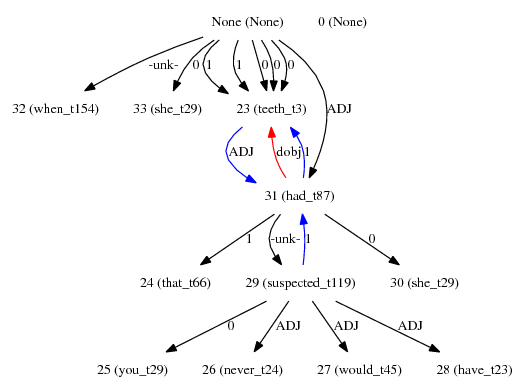 None (None) 0 (None)
-unk- 0 1 1 0 0 0
32 (when_t154) 33 (she_t29) 23 (teeth_t3) ADJ
ADJ dobj 1
31 (had_t87)
1 -unk- 1 0
24 (that_t66) 29 (suspected_t119) 30 (she_t29)
0 ADJ ADJ ADJ
25 (you_t29) 26 (never_t24) 27 (would_t45) 28 (have_t23)